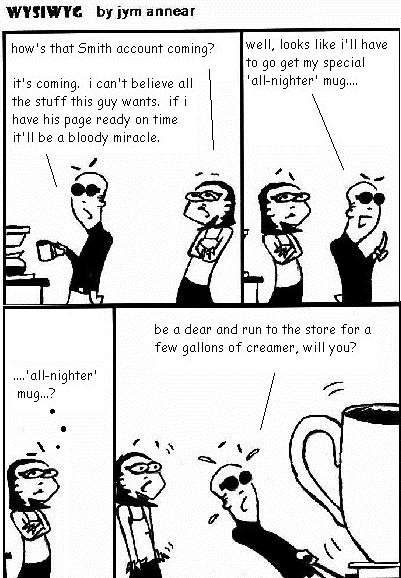 WYSIWYG by jym annear
how's that Smith account coming?
it's coming. i can't believe all
the stuff this guy wants. if i
have his page ready on time
it'll be a bloody miracle.
well, looks like i'll have
to go get my special
'all-nighter' mug....
....'all-nighter'
mug...?
be a dear and run to the store for a
few gallons of creamer, will you?